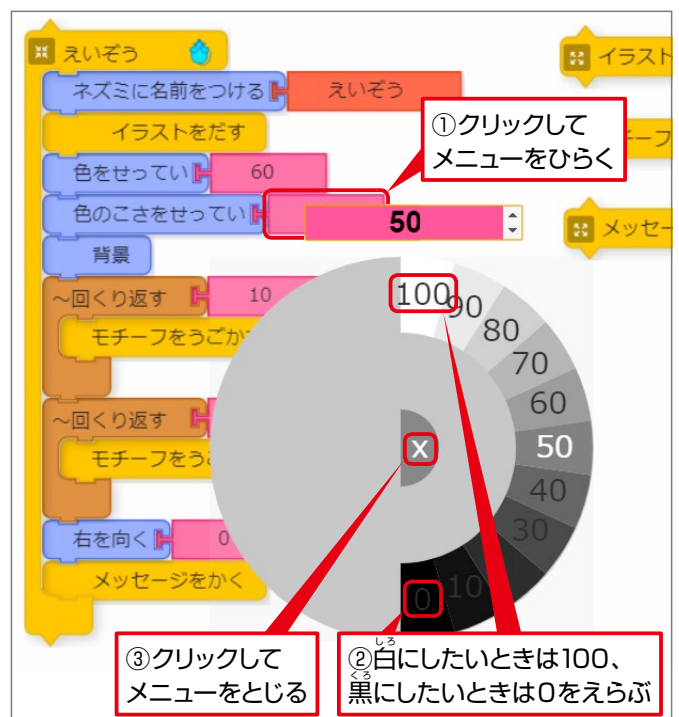 えいぞう
イラスト
ネズミに名前をつける えいぞう
イラストをだす
①クリックして
メニューをひらく
チーフ
色をせってい 60
色のこさをせってい 50
メッセー
背景
～回くり返す 10
モチーフをうごか
～回くり返す
モチーフをう
右を向く 0
メッセージをかく
100
90
80
70
60
50
40
30
10
0
X
③クリックして
メニューをとじる
②白にしたいときは100、
しろ
黒にしたいときは0をえらぶ
くろ